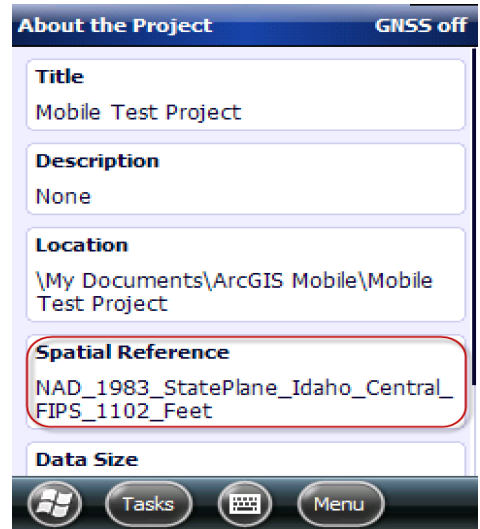 About the Project GNSS off
Title
Mobile Test Project
Description
None
Location
\My Documents\ArcGIS Mobile\Mobile
Test Project
Spatial Reference
NAD_1983_StatePlane_Idaho_Central_
FIPS_1102_Feet
Data Size
Tasks Menu